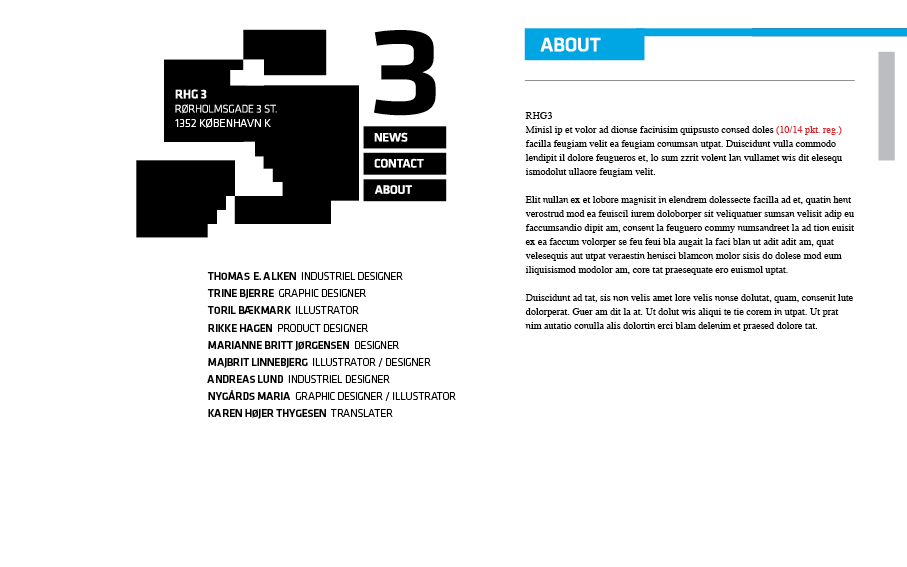 3
RHG 3
RØRHOLMSGADE 3 ST.
1352 KØBENHAVN K
NEWS
CONTACT
ABOUT
THOMAS E. ALKEN INDUSTRIEL DESIGNER
TRINE BJERRE GRAPHIC DESIGNER
TORIL BÆKMARK ILLUSTRATOR
RIKKE HAGEN PRODUCT DESIGNER
MARIANNE BRITT JØRGENSEN DESIGNER
MAJBRIT LINNEBJERG ILLUSTRATOR / DESIGNER
ANDREAS LUND INDUSTRIEL DESIGNER
NYGÅRDS MARIA GRAPHIC DESIGNER / ILLUSTRATOR
KAREN HØJER THYGESEN TRANSLATER
ABOUT
RHG3
Minisl ip et volor ad dionse facinisim quipsusto consed doles (10/14 pkt. reg.)
facilla feugiam velit ea feugiam conumsan utpat. Duiscidunt vulla commodo
lendipit il dolore feugueros et, lo sum zzrit volent lan vullamet wis dit elesequ
ismodolut ullaore feugiam velit.
Elit nullan ex et lobore magnisit in elendrem dolessecte facilla ad et, quatin hent
verostrud mod ea feuiscil iurem doloborper sit veliquatuer sumsan velisit adip eu
faccumsandio dipit am, consent la feuguero commy numsandreet la ad tion euisit
ex ea faccum volorper se feu feui bla augait la faci blan ut adit adit am, quat
velesequis aut utpat veraestin henisci blamcon molor sisis do dolese mod eum
iliquisismod modolor am, core tat praesequate ero euismol uptat.
Duiscidunt ad tat, sis non velis amet lore velis nonse dolutat, quam, consenit lute
dolorperat. Guer am dit la at. Ut dolut wis aliqui te tie corem in utpat. Ut prat
nim autatio conulla alis dolortin erci blam delenim et praesed dolore tat.